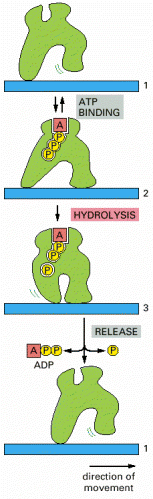 1
ATP
BINDING
A
P
P
P
2
HYDROLYSIS
A
P
P
P
3
RELEASE
A P P
P
ADP
1
direction of
movement